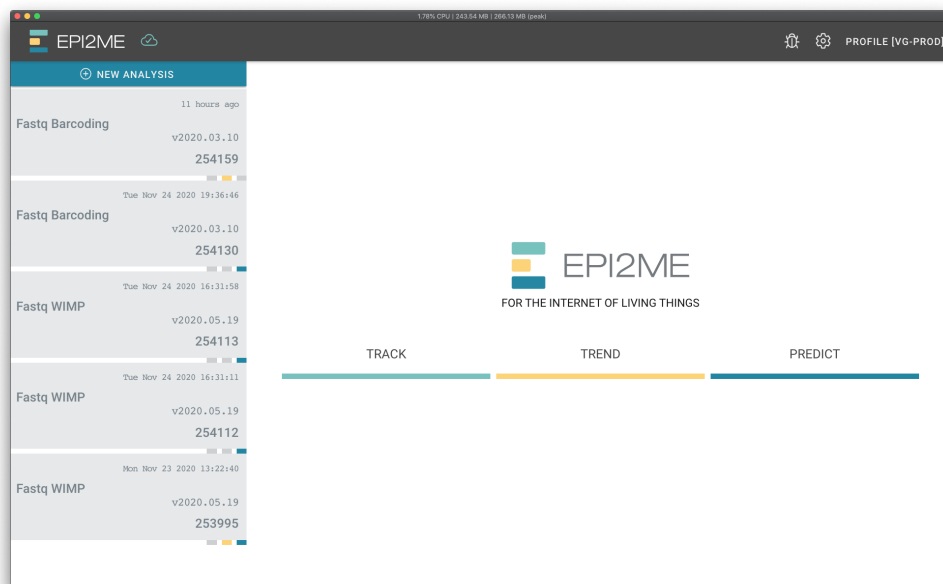 1.78% CPU | 243.54 MB | 266.13 MB (peak)
EPI2ME
PROFILE [VG-PROD]
NEW ANALYSIS
11 hours ago
Fastq Barcoding
v2020.03.10
254159
Tue Nov 24 2020 19:36:46
Fastq Barcoding
v2020.03.10
254130
Tue Nov 24 2020 16:31:58
Fastq WIMP
v2020.05.19
254113
Tue Nov 24 2020 16:31:11
Fastq WIMP
v2020.05.19
254112
Mon Nov 23 2020 13:22:40
Fastq WIMP
v2020.05.19
253995
EPI2ME
FOR THE INTERNET OF LIVING THINGS
TRACK TREND PREDICT